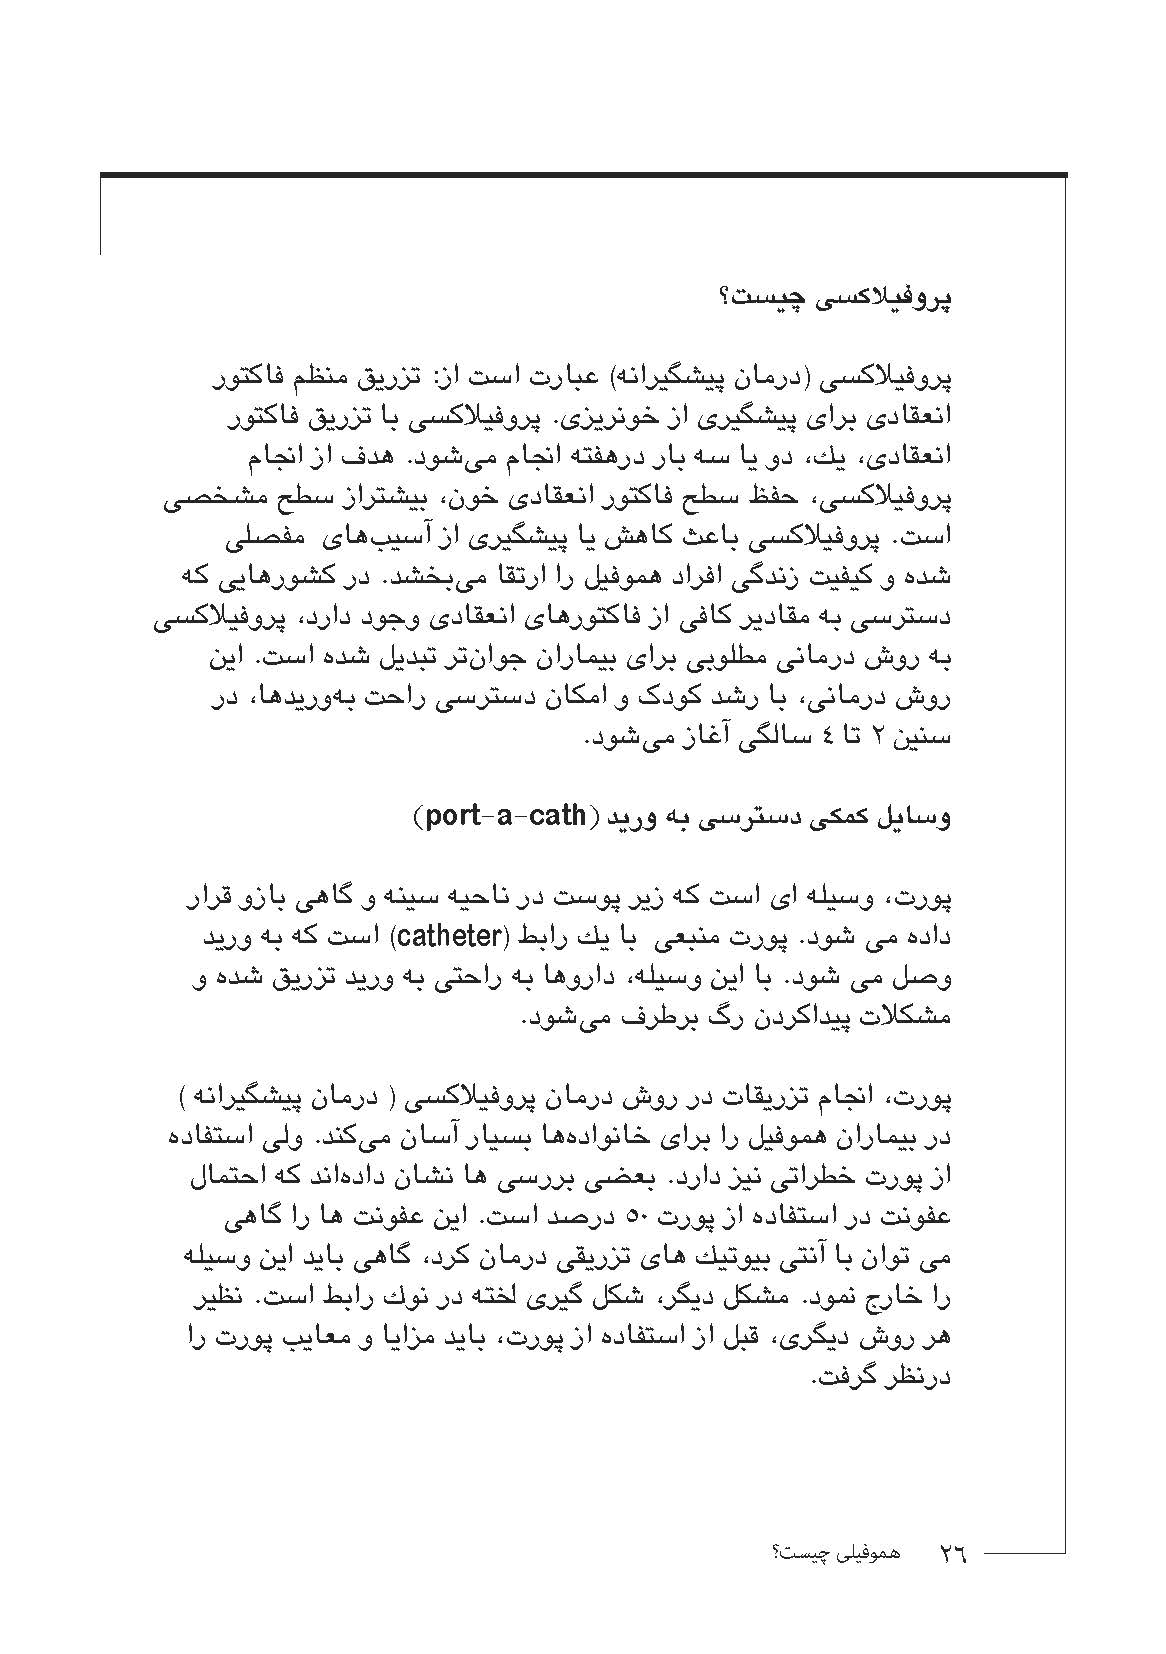 پروفیلاکسی چیست؟
پروفیلاکسی (درمان پیشگیرانه) عبارت است از: تزریق منظم فاکتور
انعقادی برای پیشگیری از خونریزی. پروفیلاکسی با تزریق فاکتور
انعقادی، یك، دو یا سه بار درهفته انجام می‌شود. هدف از انجام
پروفیلاکسی، حفظ سطح فاکتور انعقادی خون، بیشتراز سطح مشخصی
است. پروفیلاکسی باعث کاهش یا پیشگیری از آسیب‌های مفصلی
شده و کیفیت زندگی افراد هموفیل را ارتقا می‌بخشد. در کشورهایی که
دسترسی به مقادیر کافی از فاکتورهای انعقادی وجود دارد، پروفیلاکسی
به روش درمانی مطلوبی برای بیماران جوان‌تر تبدیل شده است. این
روش درمانی، با رشد کودک و امکان دسترسی راحت به‌وریدها، در
سنین ۲ تا ٤ سالگی آغاز می‌شود.
وسایل کمکی دسترسی به ورید (port-a-cath)
پورت، وسیله ای است که زیر پوست در ناحیه سینه و گاهی بازو قرار
داده می شود. پورت منبعی با یك رابط (catheter) است که به ورید
وصل می شود. با این وسیله، داروها به راحتی به ورید تزریق شده و
مشکلات پیداکردن رگ برطرف می‌شود.
پورت، انجام تزریقات در روش درمان پروفیلاکسی ( درمان پیشگیرانه )
در بیماران هموفیل را برای خانواده‌ها بسیار آسان می‌کند. ولی استفاده
از پورت خطراتی نیز دارد. بعضی بررسی ها نشان داده‌اند که احتمال
عفونت در استفاده از پورت ۵۰ درصد است. این عفونت ها را گاهی
می توان با آنتی بیوتیك های تزریقی درمان کرد، گاهی باید این وسیله
را خارج نمود. مشکل دیگر، شکل گیری لخته در نوك رابط است. نظیر
هر روش دیگری، قبل از استفاده از پورت، باید مزایا و معایب پورت را
درنظر گرفت.
۲٦ هموفیلی چیست؟